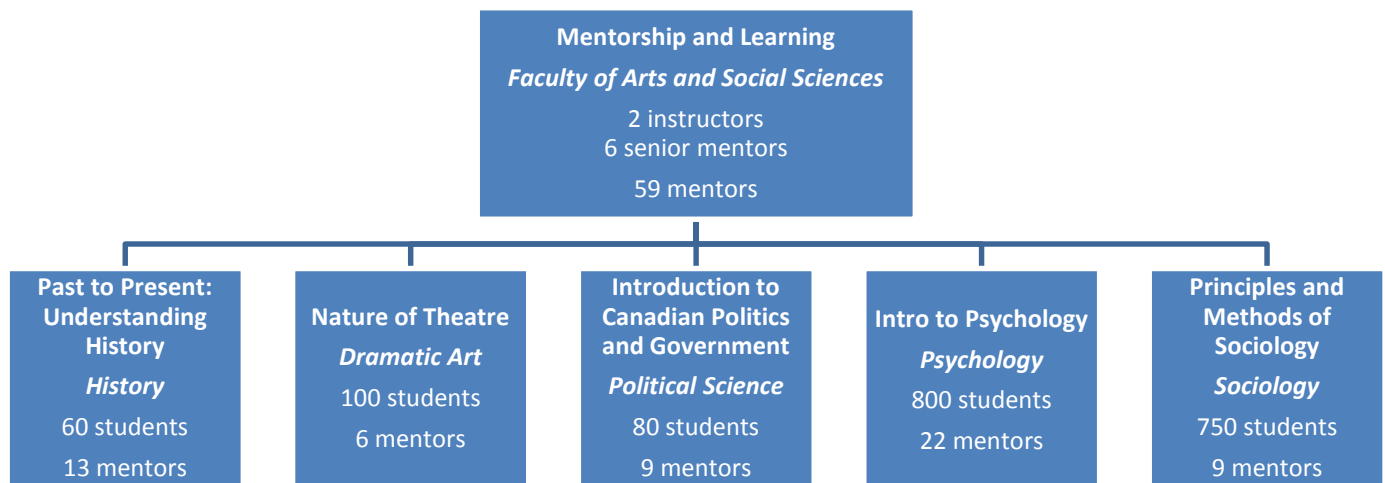 Mentorship and Learning
Faculty of Arts and Social Sciences
2 instructors
6 senior mentors
59 mentors
Past to Present:
Understanding
History
History
60 students
13 mentors
Nature of Theatre
Dramatic Art
100 students
6 mentors
Introduction to
Canadian Politics
and Government
Political Science
80 students
9 mentors
Intro to Psychology
Psychology
800 students
22 mentors
Principles and
Methods of
Sociology
Sociology
750 students
9 mentors